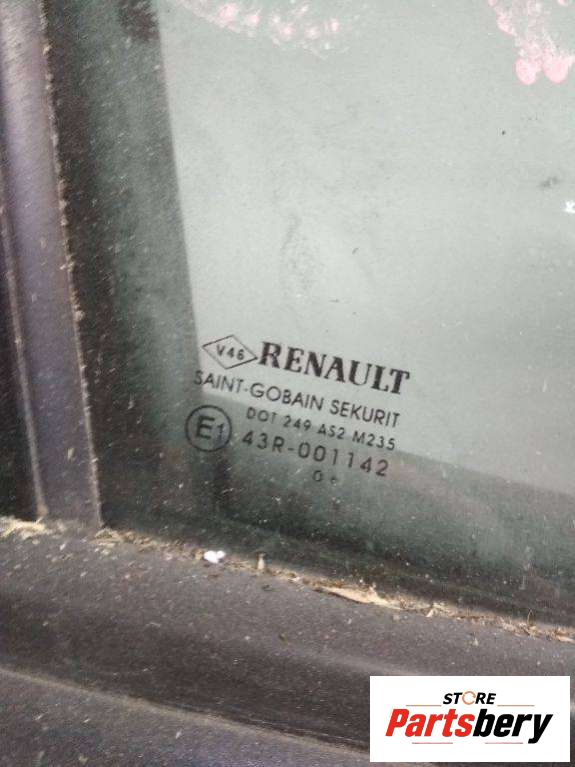 V46 RENAULT
SAINT-GOBAIN SEKURIT
DOT 249 AS2 M235
E1 43R-001142
STORE
Partsbery